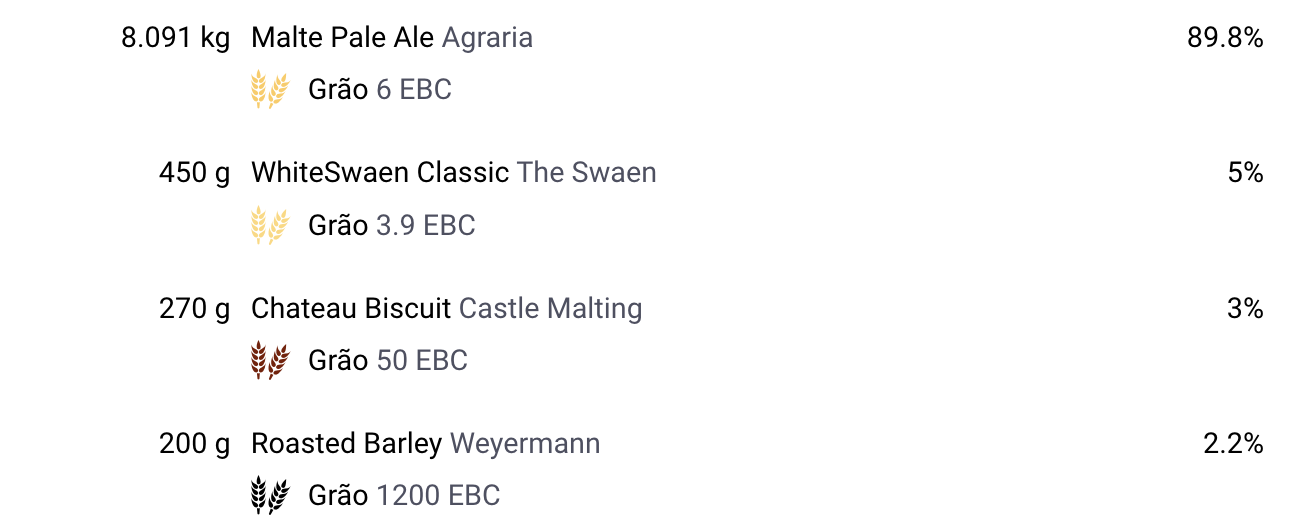 8.091 kg Malte Pale Ale Agraria 89.8%
Grão 6 EBC
450 g WhiteSwaen Classic The Swaen 5%
Grão 3.9 EBC
270 g Chateau Biscuit Castle Malting 3%
Grão 50 EBC
200 g Roasted Barley Weyermann 2.2%
Grão 1200 EBC